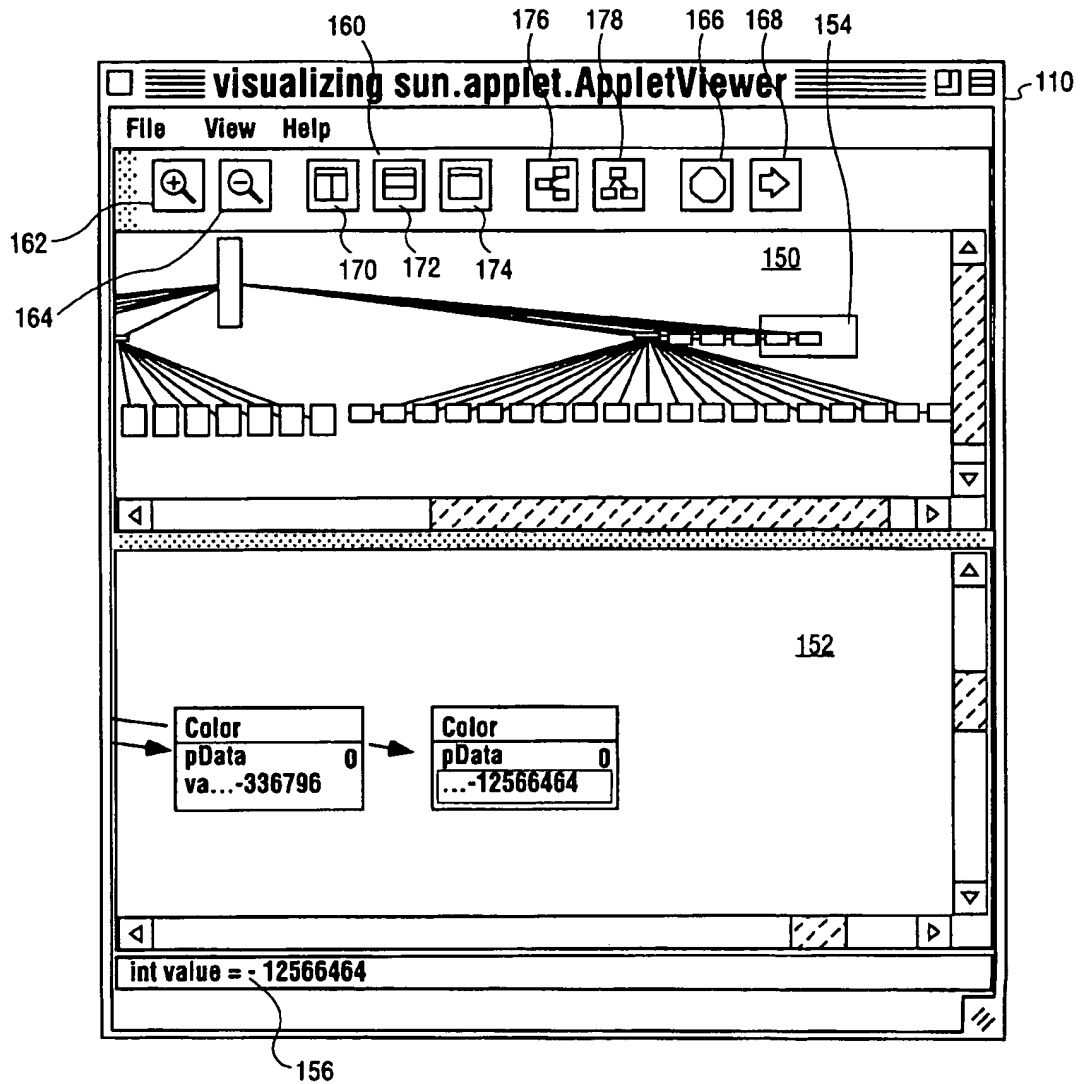 176 178 166 168 154
160
visualizing sun.applet.AppletViewer
110
File View Help
162
170 172 174
150
164
152
Color Color
pData 0 pData 0
va...-336796 ...-12566464
int value = - 12566464
156